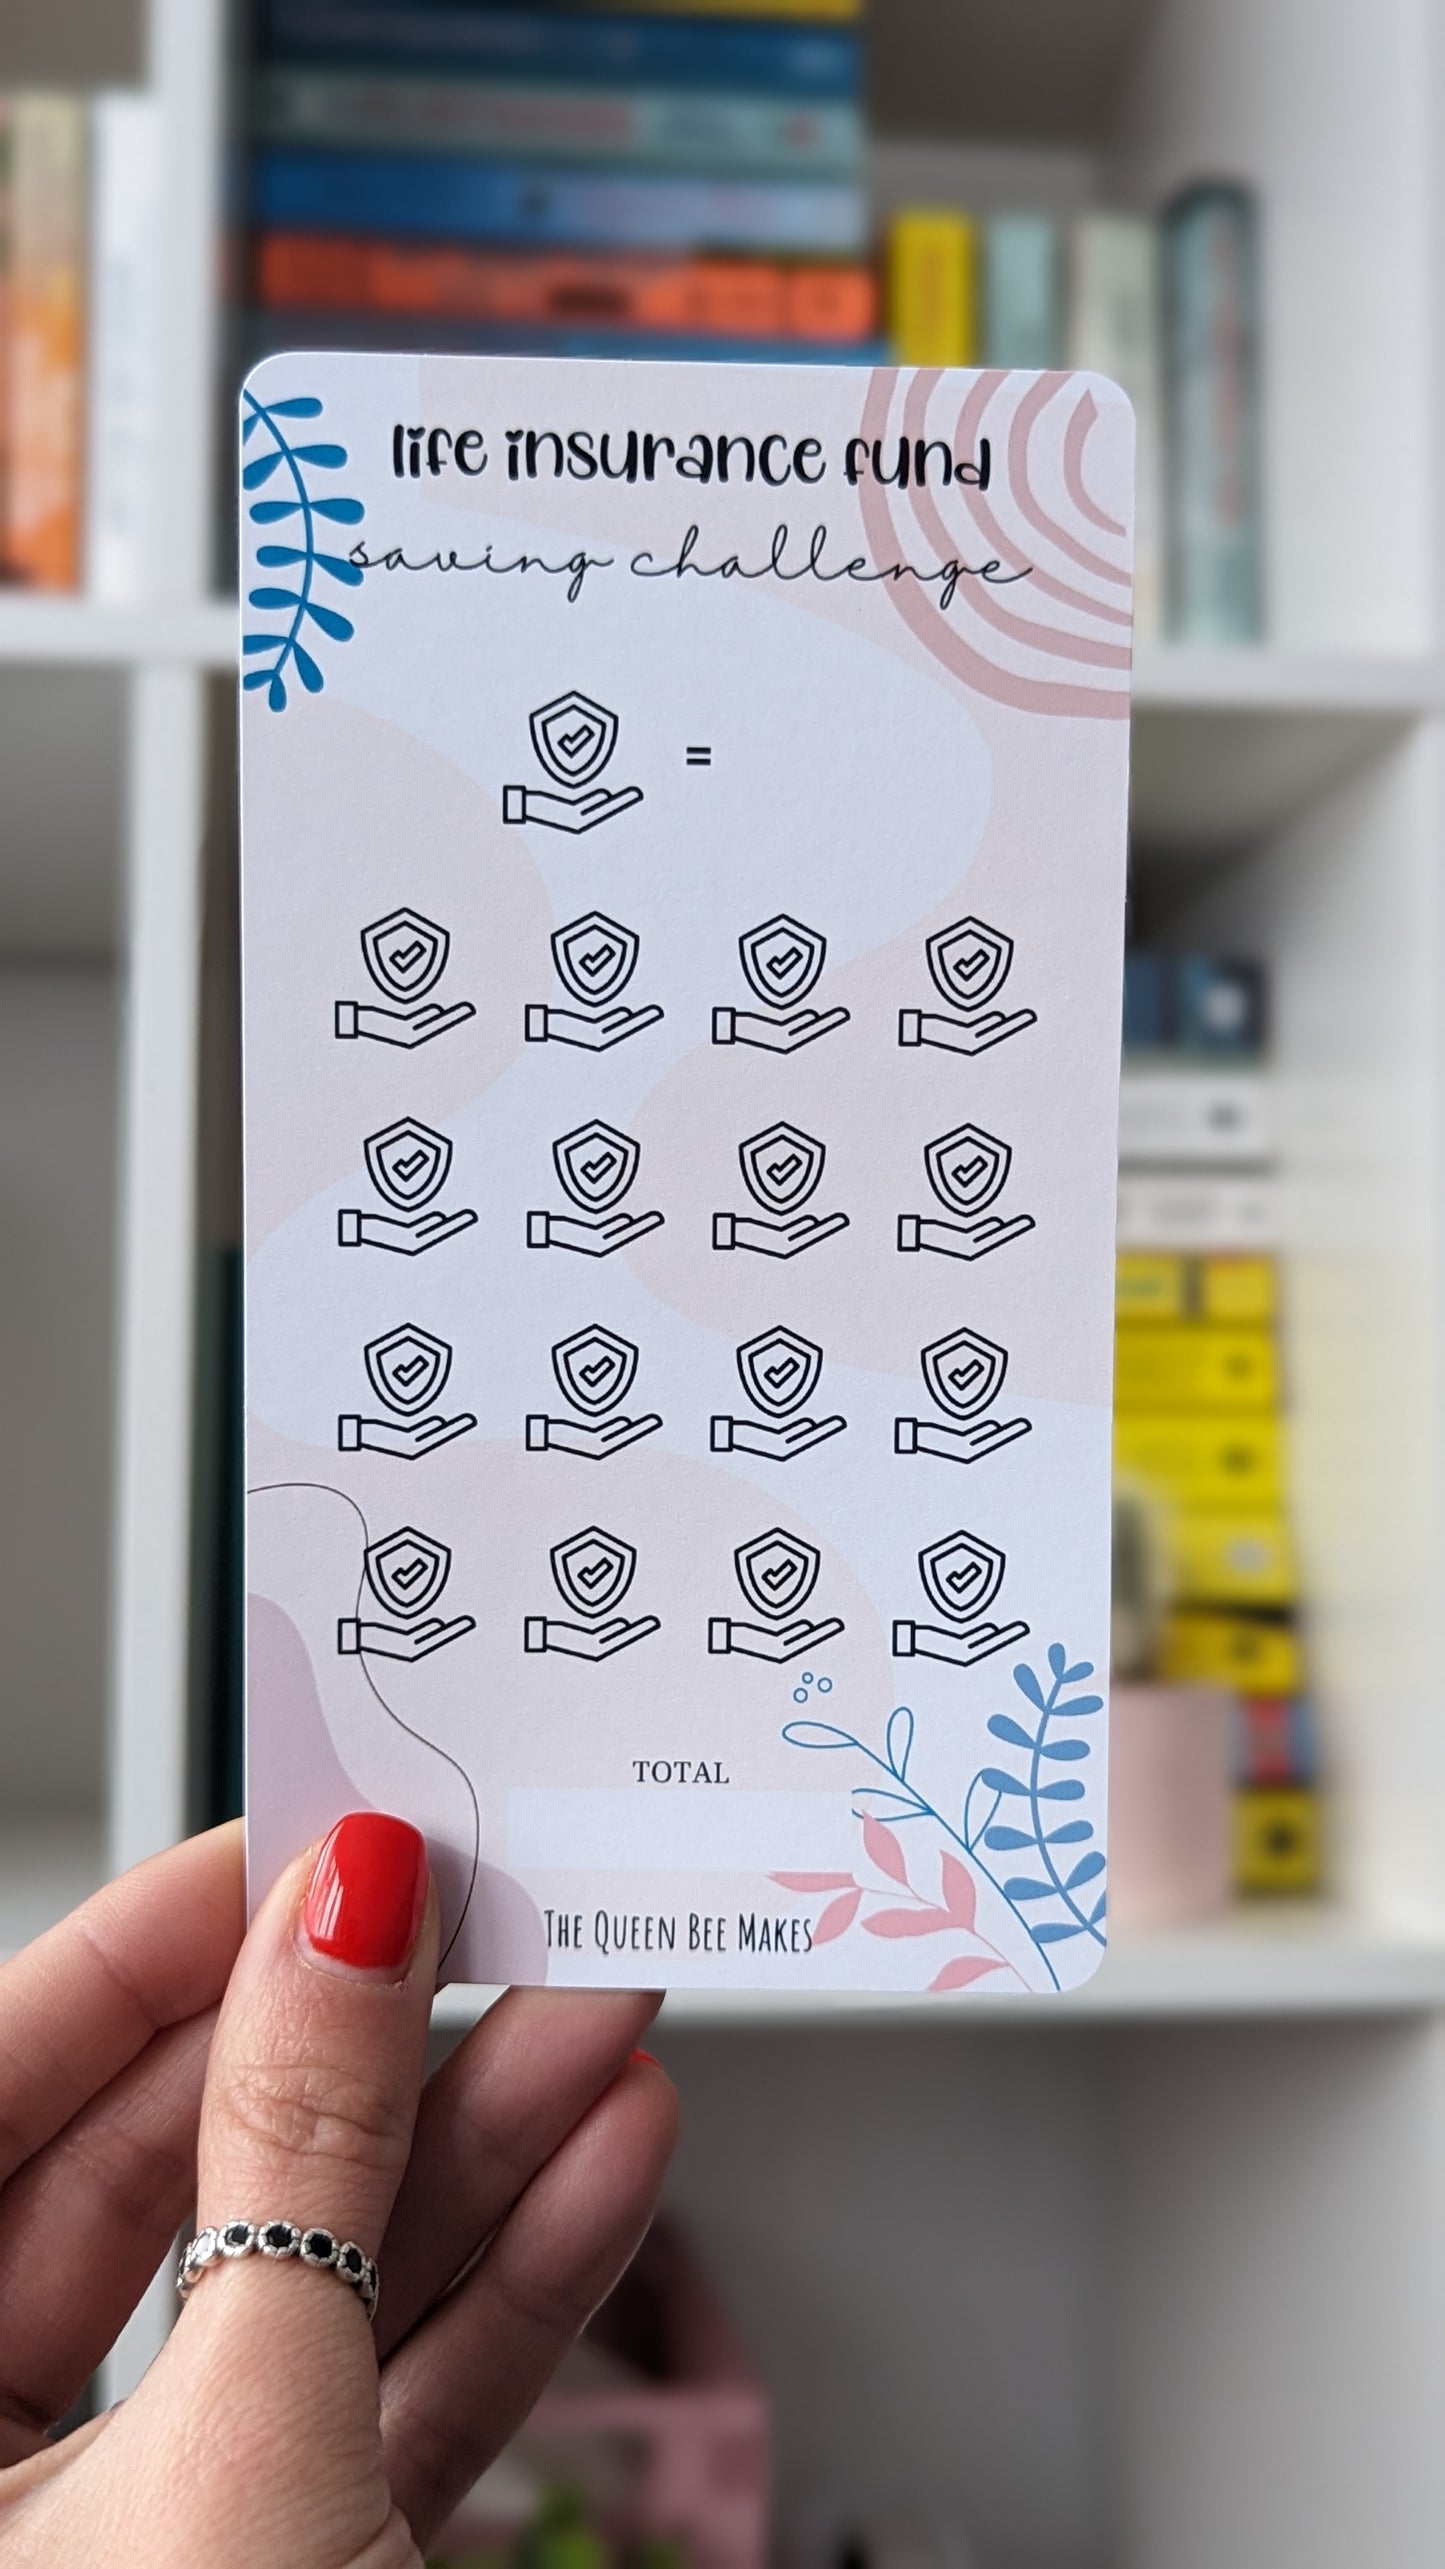 life insurance fund
saving challenge
=
TOTAL
THE QUEEN BEE MAKES